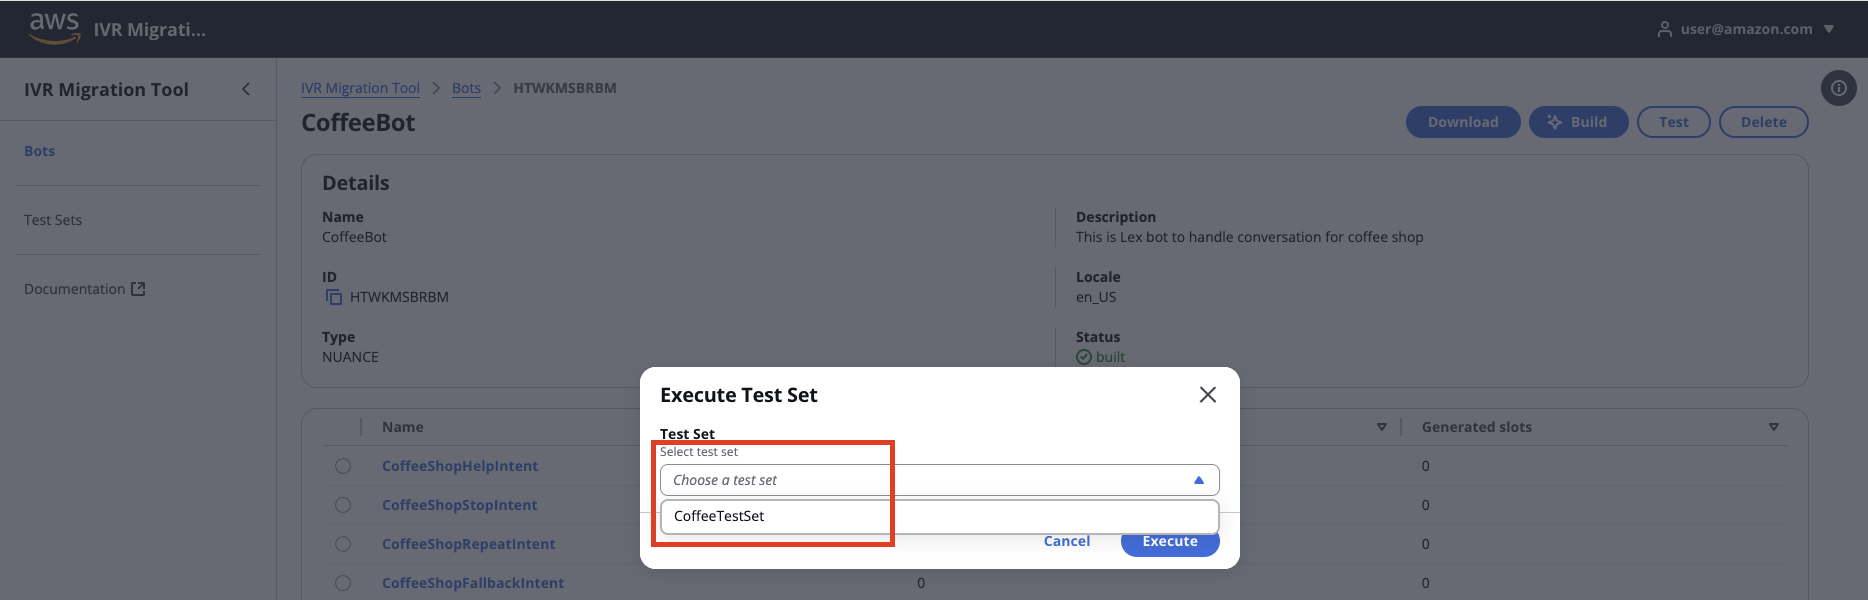 aws
IVR Migrati...
user@amazon.com
IVR Migration Tool
Bots
Test Sets
Documentation
IVR Migration Tool > Bots > HTWKMSBRBM
CoffeeBot
Download
Build
Test
Delete
Details
Name
CoffeeBot
Description
This is Lex bot to handle conversation for coffee shop
ID
HTWKMSBRBM
Locale
en_US
Type
NUANCE
Status
built
Execute Test Set
Test Set
Select test set
Choose a test set
CoffeeTestSet
Cancel
Execute
Name
Generated slots
CoffeeShopHelpIntent
0
CoffeeShopStopIntent
0
CoffeeShopRepeatIntent
0
CoffeeShopFallbackIntent
0
0